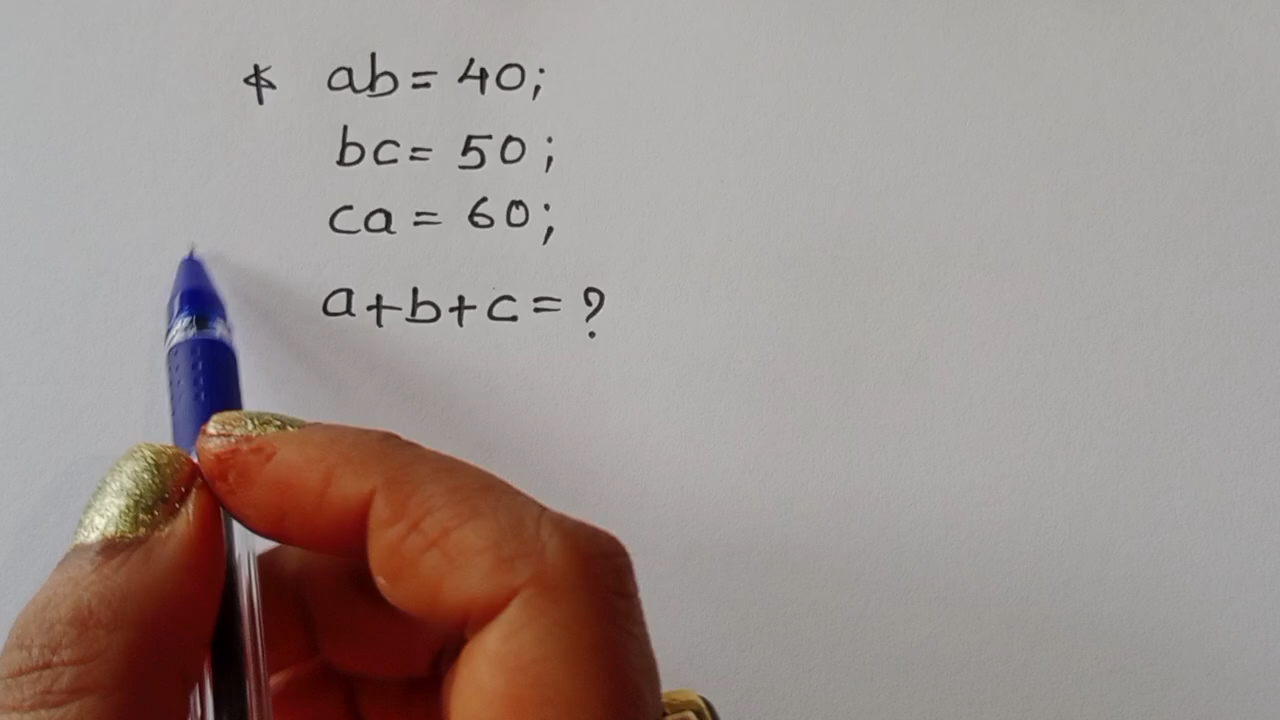 * ab = 40;
bc = 50;
ca = 60;
a+b+c = ?